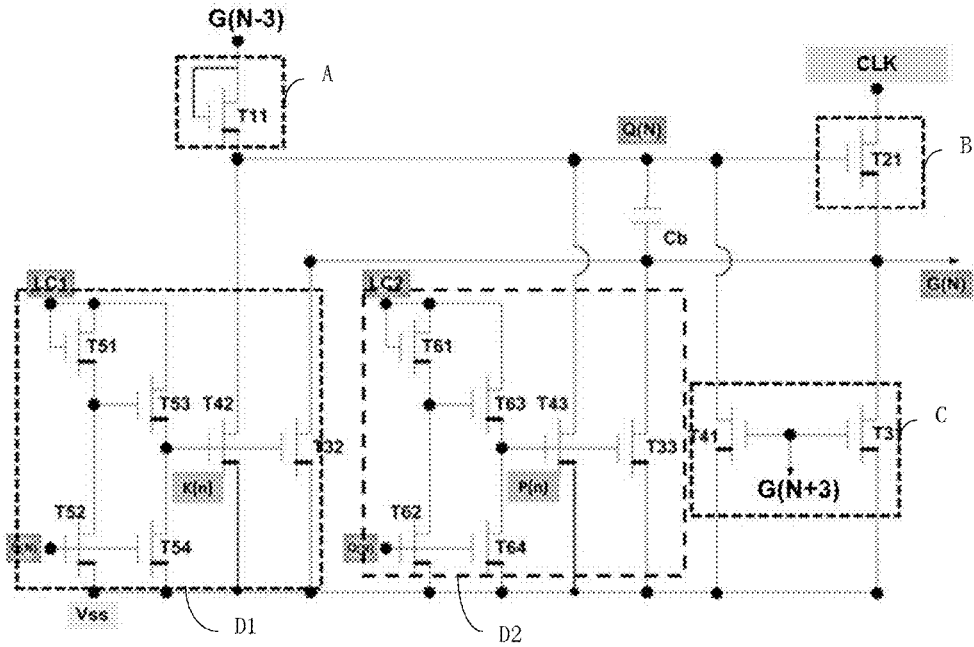 G(N-3)
A
CLK
T11
Q(N)
T21
B
Cb
G(N)
LC1
LC2
T51
T61
T53
T42
T63
T43
T32
T33
T41
T3
C
K(n)
P(n)
G(N+3)
T52
T62
T54
T64
Vss
D1
D2